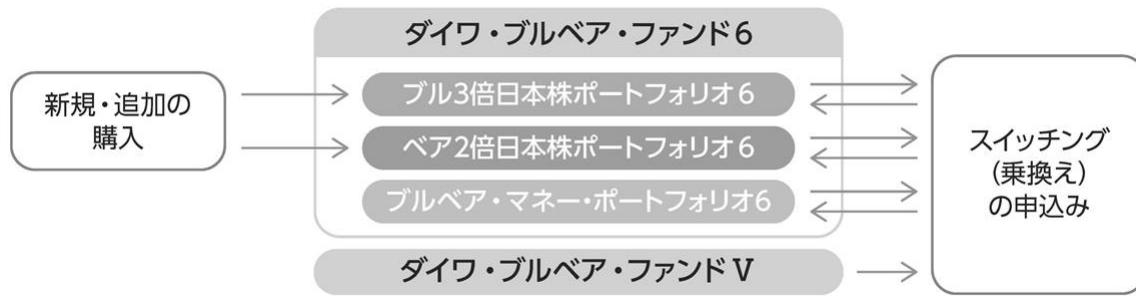 ダイワ・ブルベア・ファンド6
新規・追加の
購入
ブル3倍日本株ポートフォリオ6
ベア2倍日本株ポートフォリオ6
ブルベア・マネー・ポートフォリオ6
ダイワ・ブルベア・ファンドV
スイッチング
(乗換え)
の申込み